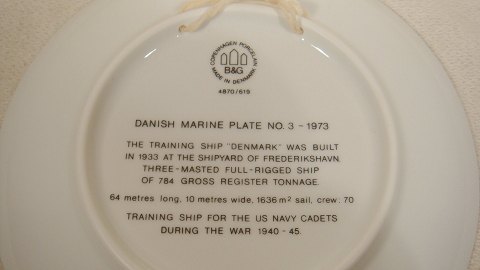 COPENHAGEN PORCELAIN
B&G
MADE IN DENMARK
4870/619
DANISH MARINE PLATE NO. 3 - 1973
THE TRAINING SHIP "DENMARK" WAS BUILT
IN 1933 AT THE SHIPYARD OF FREDERIKSHAVN.
THREE-MASTED FULL-RIGGED SHIP
OF 784 GROSS REGISTER TONNAGE.
64 metres long, 10 metres wide, 1636 m² sail, crew: 70
TRAINING SHIP FOR THE US NAVY CADETS
DURING THE WAR 1940-45.